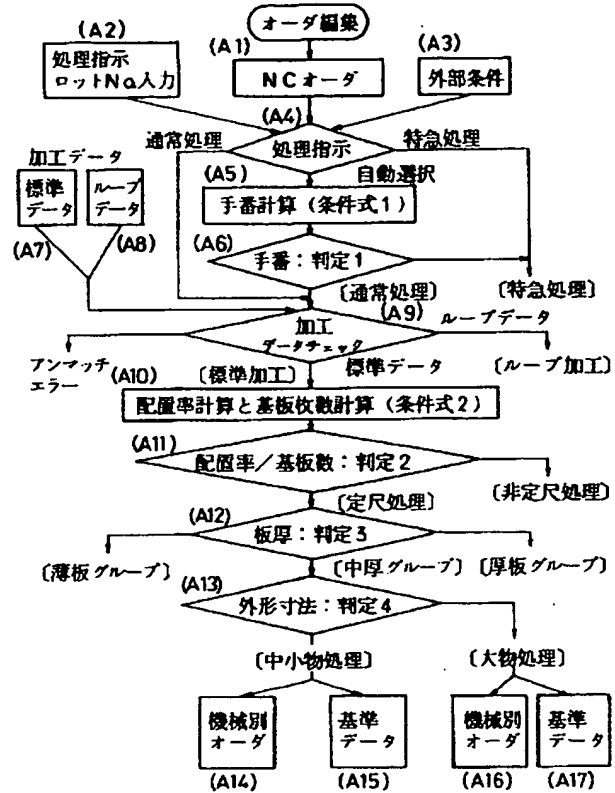 オーダ編集
(A2)
(A1)
(A3)
処理指示
ロットNo入力
NCオーダ
外部条件
(A4)
通常処理
特急処理
処理指示
加工データ
(A5)
自動選択
標準
データ
ループ
データ
手番計算(条件式1)
(A7)
(A8)
(A6)
手番:判定1
〔通常処理〕
〔特急処理〕
(A9)
ループデータ
加工
データチェック
アンマッチ
エラー
標準データ
〔ループ加工〕
(A10)
〔標準加工〕
配置率計算と基板枚数計算(条件式2)
(A11)
配置率/基板数:判定2
〔定尺処理〕
〔非定尺処理〕
(A12)
板厚:判定3
〔薄板グループ〕
〔中厚グループ〕
〔厚板グループ〕
(A13)
外形寸法:判定4
〔中小物処理〕
〔大物処理〕
機械別
オーダ
基準
データ
機械別
オーダ
基準
データ
(A14)
(A15)
(A16)
(A17)